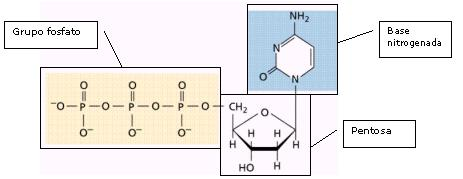 Grupo fosfato
NH₂
Base
nitrogenada
N
O
N
O O O
⁻O — P — O — P — O — P — O — CH₂
O⁻ O⁻ O⁻
O
H H H H
HO H
Pentosa